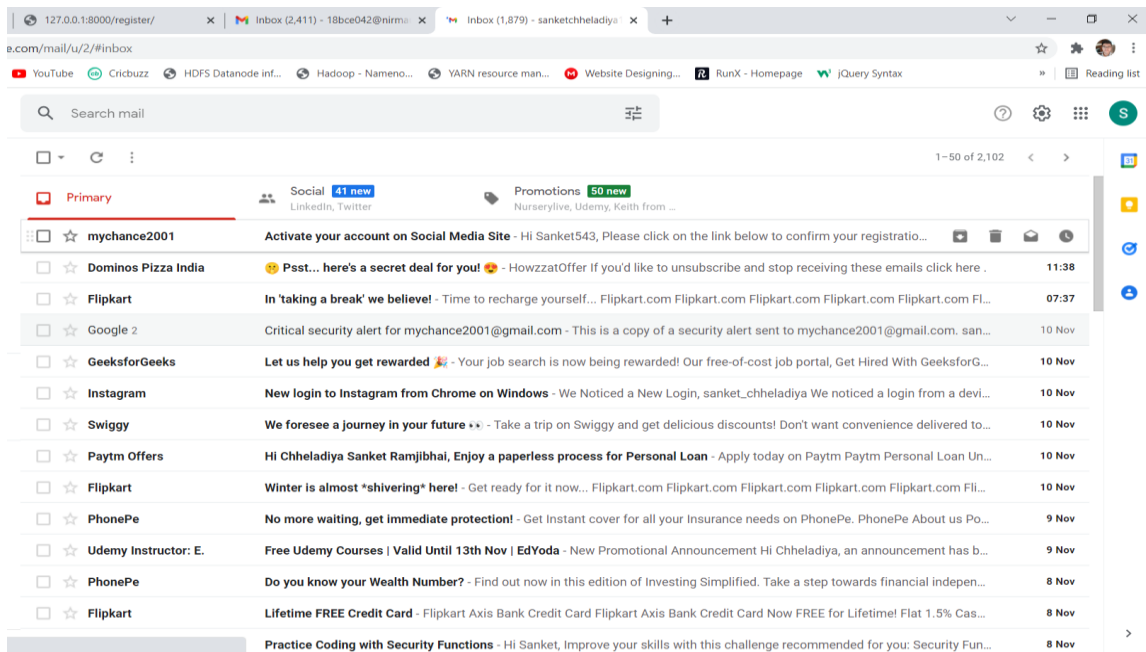 127.0.0.1:8000/register/ Inbox (2,411) - 18bce042@nirma Inbox (1,879) - sanketchheladiya
e.com/mail/u/2/#inbox
YouTube Cricbuzz HDFS Datanode inf... Hadoop - Nameno... YARN resource man... Website Designing... RunX - Homepage jQuery Syntax » Reading list
Search mail S
1–50 of 2,102
31
Primary Social 41 new Promotions 50 new
LinkedIn, Twitter Nurserylive, Udemy, Keith from ...
mychance2001 Activate your account on Social Media Site - Hi Sanket543, Please click on the link below to confirm your registratio...
Dominos Pizza India 🤫 Psst... here's a secret deal for you! 😍 - HowzzatOffer If you'd like to unsubscribe and stop receiving these emails click here . 11:38
Flipkart In 'taking a break' we believe! - Time to recharge yourself... Flipkart.com Flipkart.com Flipkart.com Flipkart.com Flipkart.com Fl... 07:37
Google 2 Critical security alert for mychance2001@gmail.com - This is a copy of a security alert sent to mychance2001@gmail.com. san... 10 Nov
GeeksforGeeks Let us help you get rewarded 🎉 - Your job search is now being rewarded! Our free-of-cost job portal, Get Hired With GeeksforG... 10 Nov
Instagram New login to Instagram from Chrome on Windows - We Noticed a New Login, sanket_chheladiya We noticed a login from a devi... 10 Nov
Swiggy We foresee a journey in your future 👀 - Take a trip on Swiggy and get delicious discounts! Don't want convenience delivered to... 10 Nov
Paytm Offers Hi Chheladiya Sanket Ramjibhai, Enjoy a paperless process for Personal Loan - Apply today on Paytm Paytm Personal Loan Un... 10 Nov
Flipkart Winter is almost *shivering* here! - Get ready for it now... Flipkart.com Flipkart.com Flipkart.com Flipkart.com Flipkart.com Fli... 10 Nov
PhonePe No more waiting, get immediate protection! - Get Instant cover for all your Insurance needs on PhonePe. PhonePe About us Po... 9 Nov
Udemy Instructor: E. Free Udemy Courses | Valid Until 13th Nov | EdYoda - New Promotional Announcement Hi Chheladiya, an announcement has b... 9 Nov
PhonePe Do you know your Wealth Number? - Find out now in this edition of Investing Simplified. Take a step towards financial indepen... 8 Nov
Flipkart Lifetime FREE Credit Card - Flipkart Axis Bank Credit Card Flipkart Axis Bank Credit Card Now FREE for Lifetime! Flat 1.5% Cas... 8 Nov
Practice Coding with Security Functions - Hi Sanket, Improve your skills with this challenge recommended for you: Security Fun... 8 Nov